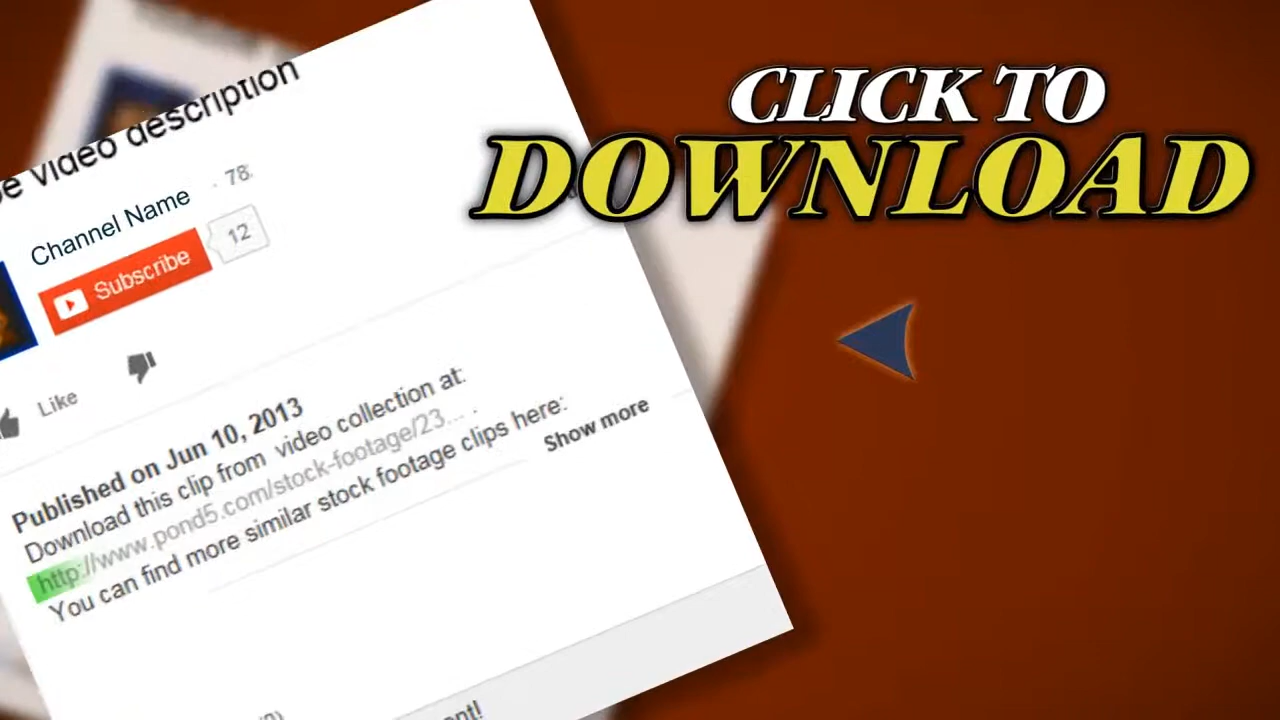 CLICK TO
DOWNLOAD
video description
Channel Name
78
Subscribe
12
Like
Published on Jun 10, 2013
Download this clip from video collection at:
http://www.pond5.com/stock-footage/23... .
You can find more similar stock footage clips here:
Show more